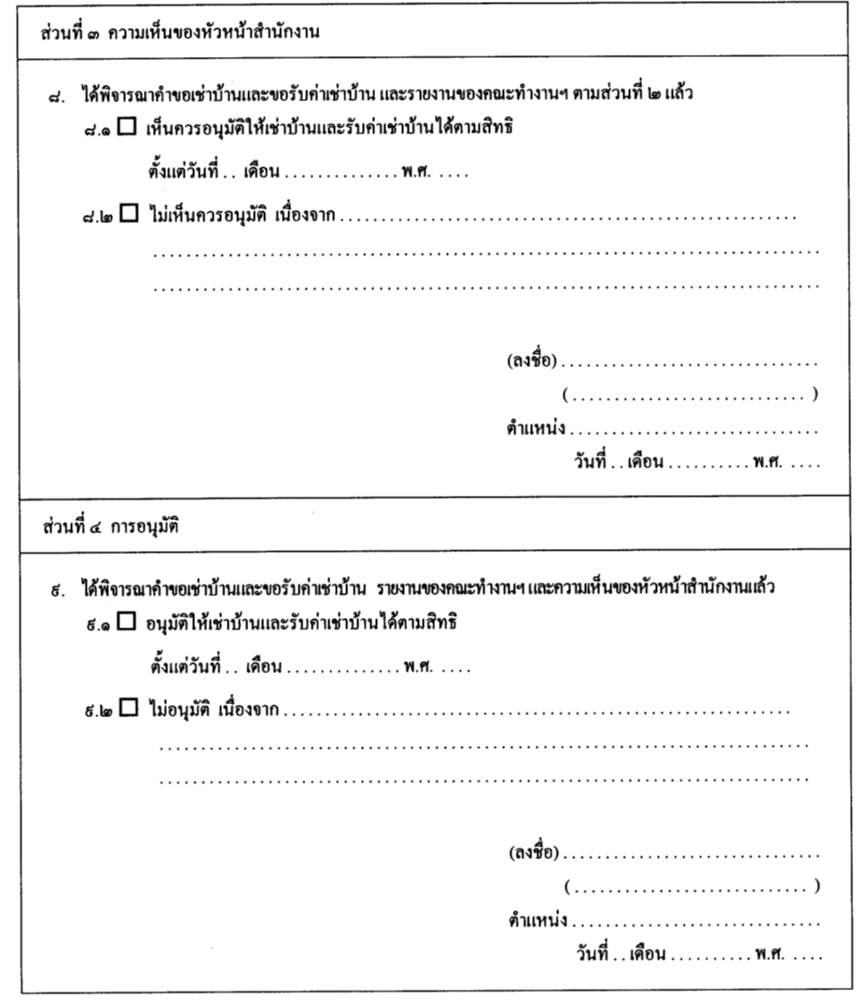 ส่วนที่ ๓ ความเห็นของหัวหน้าสำนักงาน
๘. ได้พิจารณาคำขอเช่าบ้านและขอรับค่าเช่าบ้าน และรายงานของคณะทำงานฯ ตามส่วนที่ ๒ แล้ว
๘.๑ ☐ เห็นควรอนุมัติให้เช่าบ้านและรับค่าเช่าบ้านได้ตามสิทธิ
ตั้งแต่วันที่ .. เดือน .............. พ.ศ. ....
๘.๒ ☐ ไม่เห็นควรอนุมัติ เนื่องจาก .......................................................
................................................................................
................................................................................
(ลงชื่อ) ...............................
(............................ )
ตำแหน่ง ..............................
วันที่ .. เดือน .......... พ.ศ. ....
ส่วนที่ ๔ การอนุมัติ
๙. ได้พิจารณาคำขอเช่าบ้านและขอรับค่าเช่าบ้าน รายงานของคณะทำงานฯ และความเห็นของหัวหน้าสำนักงานแล้ว
๙.๑ ☐ อนุมัติให้เช่าบ้านและรับค่าเช่าบ้านได้ตามสิทธิ
ตั้งแต่วันที่ .. เดือน .............. พ.ศ. ....
๙.๒ ☐ ไม่อนุมัติ เนื่องจาก .............................................................
..............................................................................
..............................................................................
(ลงชื่อ) ...............................
(............................ )
ตำแหน่ง ..............................
วันที่ .. เดือน .......... พ.ศ. ....